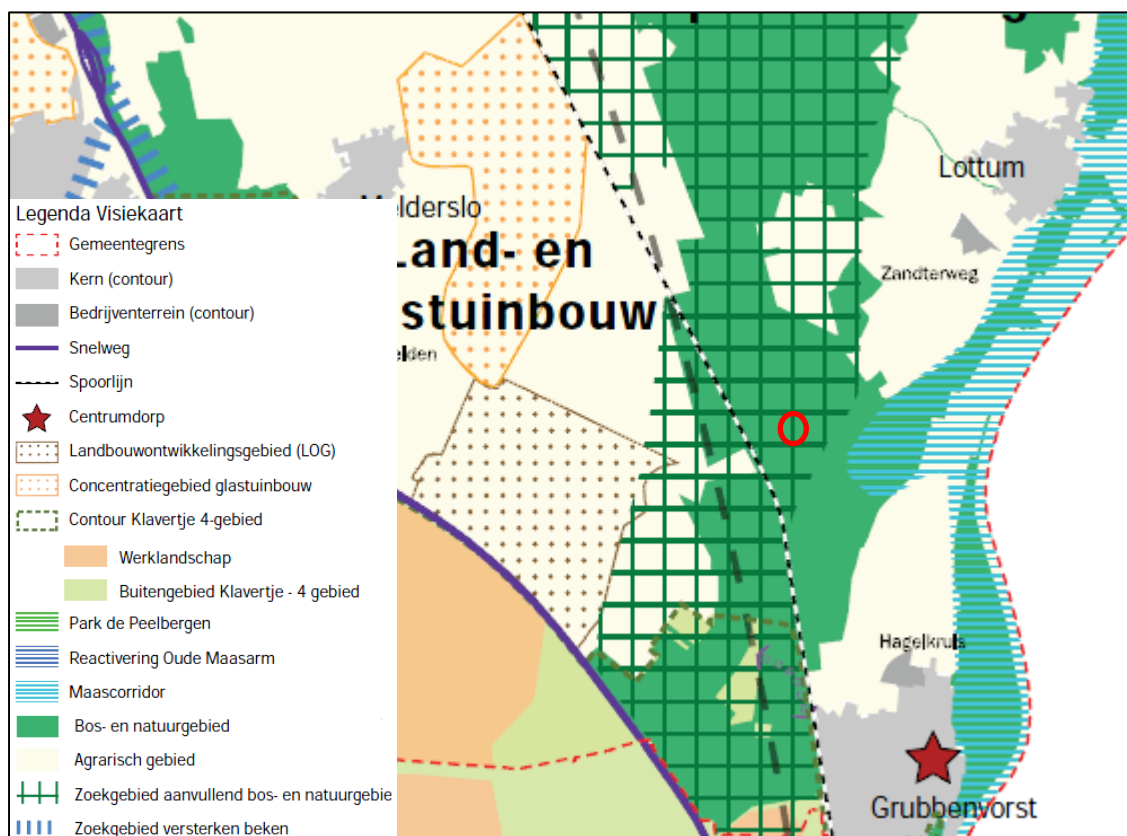 Lottum
Melderslo
Land- en
Zandterweg
stuinbouw
elden
Hagelkruis
Grubbenvorst
Legenda Visiekaart
Gemeentegrens
Kern (contour)
Bedrijventerrein (contour)
Snelweg
Spoorlijn
Centrumdorp
Landbouwontwikkelingsgebied (LOG)
Concentratiegebied glastuinbouw
Contour Klavertje 4-gebied
Werklandschap
Buitengebied Klavertje - 4 gebied
Park de Peelbergen
Reactivering Oude Maasarm
Maascorridor
Bos- en natuurgebied
Agrarisch gebied
Zoekgebied aanvullend bos- en natuurgebie
Zoekgebied versterken beken